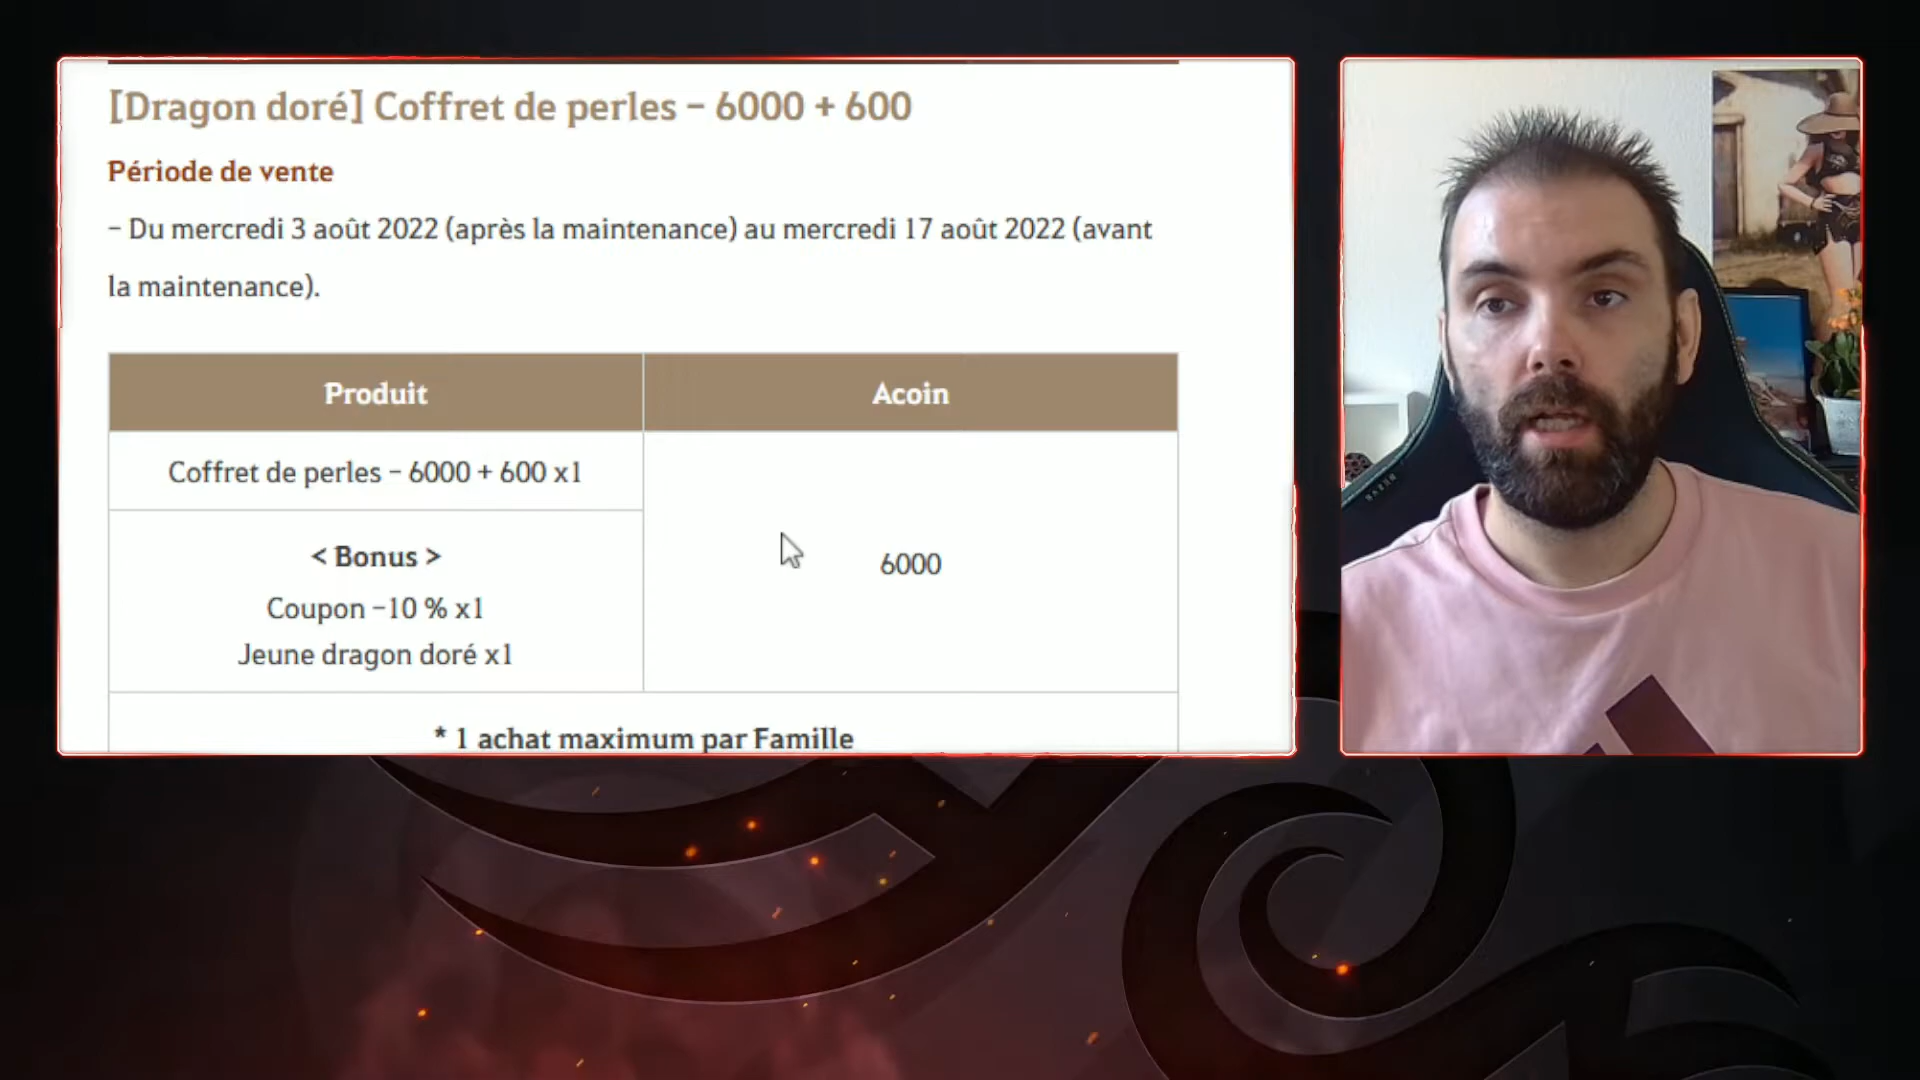 [Dragon doré] Coffret de perles – 6000 + 600
Période de vente
– Du mercredi 3 août 2022 (après la maintenance) au mercredi 17 août 2022 (avant
la maintenance).
Produit
Acoin
Coffret de perles – 6000 + 600 x1
< Bonus >
Coupon –10 % x1
Jeune dragon doré x1
6000
* 1 achat maximum par Famille
RAZER